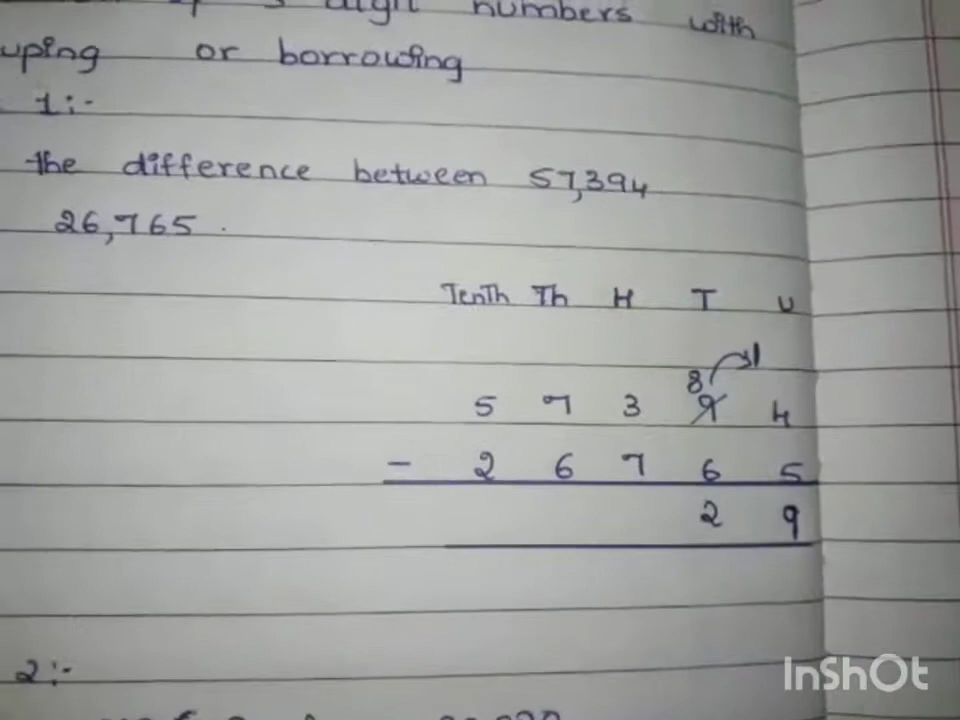 digit numbers with
uping or borrowing
1:-
the difference between 57,394
26,765.
TenTh Th H T U
8 1
5 7 3 9 4
- 2 6 7 6 5
2 9
2:-
InShOt